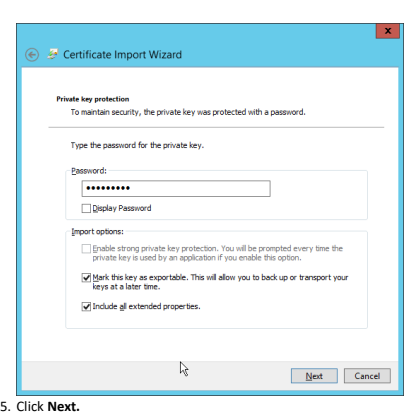 x
Certificate Import Wizard
Private key protection
To maintain security, the private key was protected with a password.
Type the password for the private key.
Password:
•••••••••
Display Password
Import options:
Enable strong private key protection. You will be prompted every time the
private key is used by an application if you enable this option.
Mark this key as exportable. This will allow you to back up or transport your
keys at a later time.
Include all extended properties.
Next Cancel
5. Click Next.